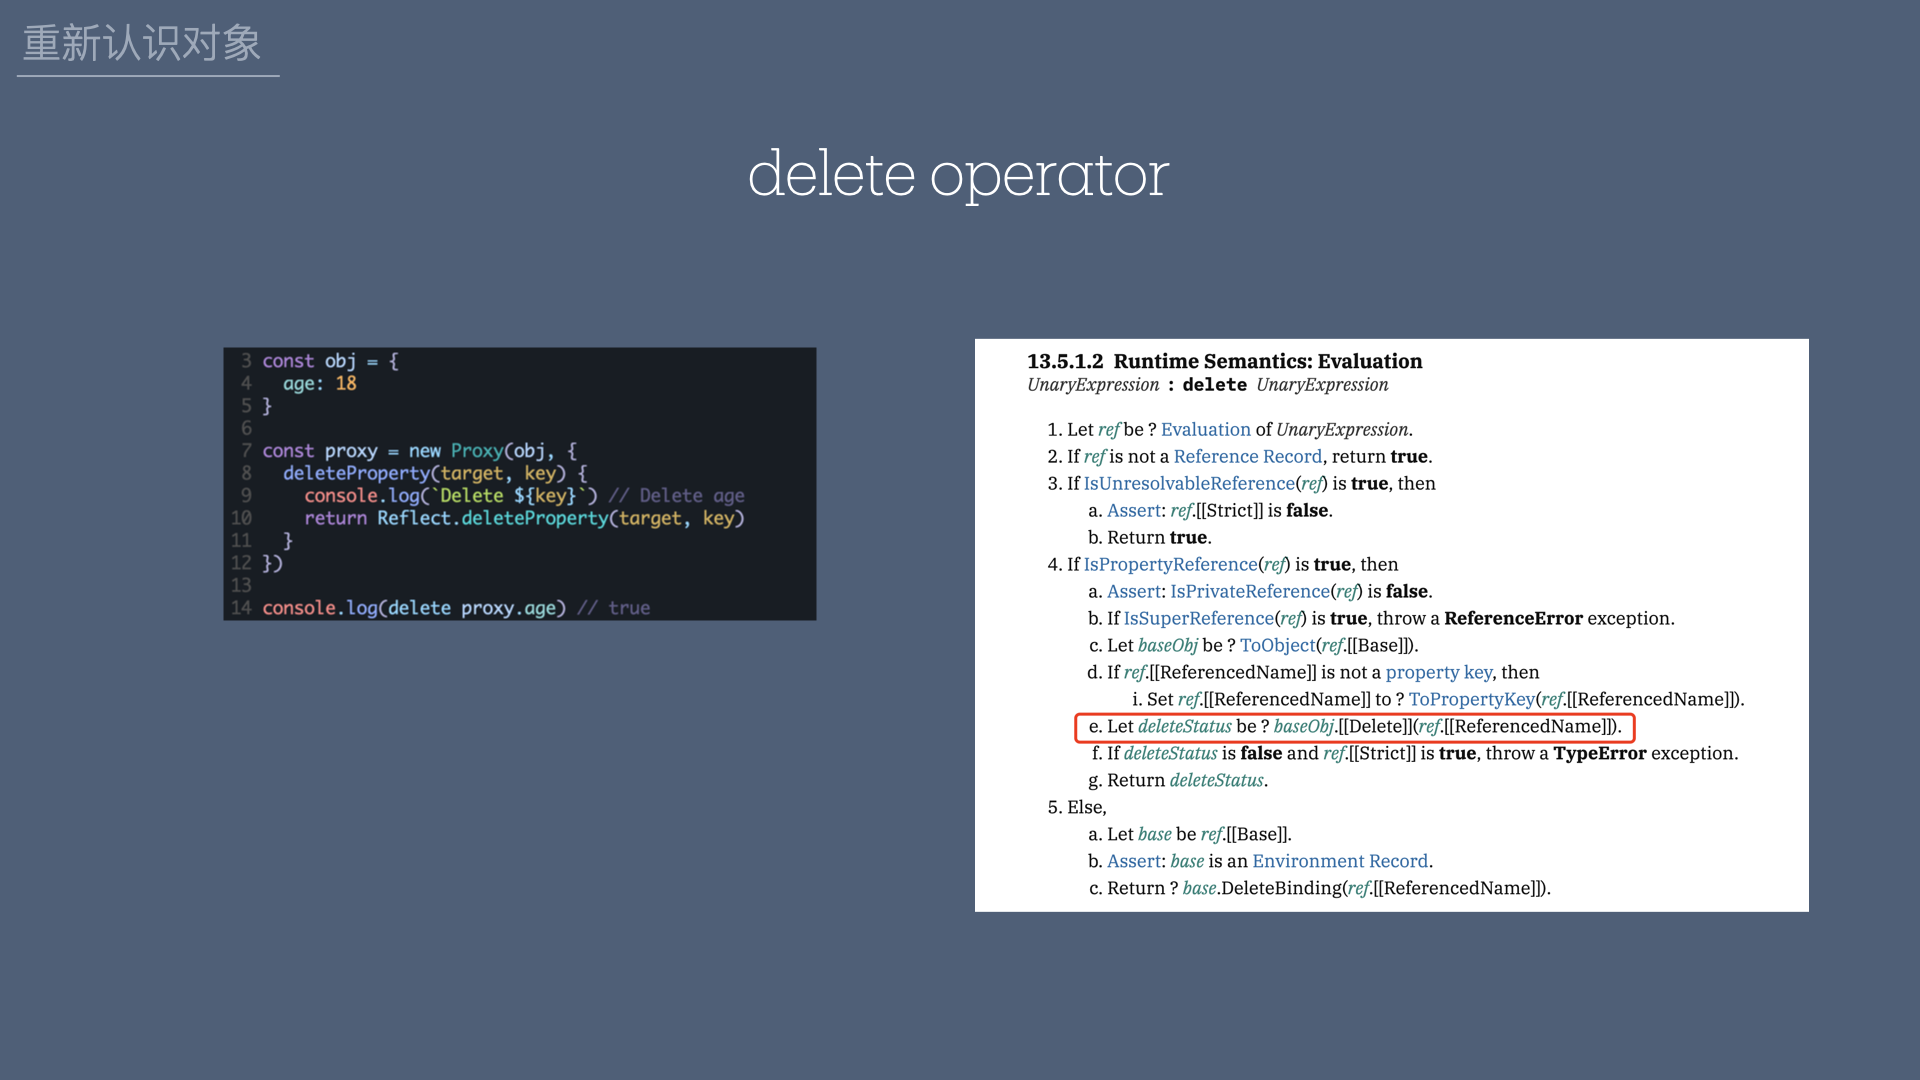 重新认识对象
delete operator
3 const obj = {
4   age: 18
5 }
6
7 const proxy = new Proxy(obj, {
8   deleteProperty(target, key) {
9     console.log(`Delete ${key}`) // Delete age
10     return Reflect.deleteProperty(target, key)
11   }
12 })
13
14 console.log(delete proxy.age) // true
13.5.1.2 Runtime Semantics: Evaluation
UnaryExpression : delete UnaryExpression
1. Let ref be ? Evaluation of UnaryExpression.
2. If ref is not a Reference Record, return true.
3. If IsUnresolvableReference(ref) is true, then
a. Assert: ref.[[Strict]] is false.
b. Return true.
4. If IsPropertyReference(ref) is true, then
a. Assert: IsPrivateReference(ref) is false.
b. If IsSuperReference(ref) is true, throw a ReferenceError exception.
c. Let baseObj be ? ToObject(ref.[[Base]]).
d. If ref.[[ReferencedName]] is not a property key, then
i. Set ref.[[ReferencedName]] to ? ToPropertyKey(ref.[[ReferencedName]]).
e. Let deleteStatus be ? baseObj.[[Delete]](ref.[[ReferencedName]]).
f. If deleteStatus is false and ref.[[Strict]] is true, throw a TypeError exception.
g. Return deleteStatus.
5. Else,
a. Let base be ref.[[Base]].
b. Assert: base is an Environment Record.
c. Return ? base.DeleteBinding(ref.[[ReferencedName]]).